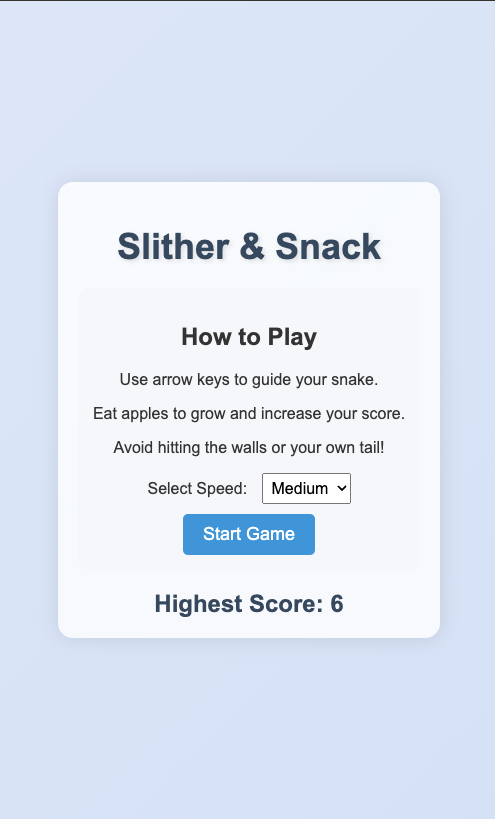 Slither & Snack
How to Play
Use arrow keys to guide your snake.
Eat apples to grow and increase your score.
Avoid hitting the walls or your own tail!
Select Speed: Medium
Start Game
Highest Score: 6